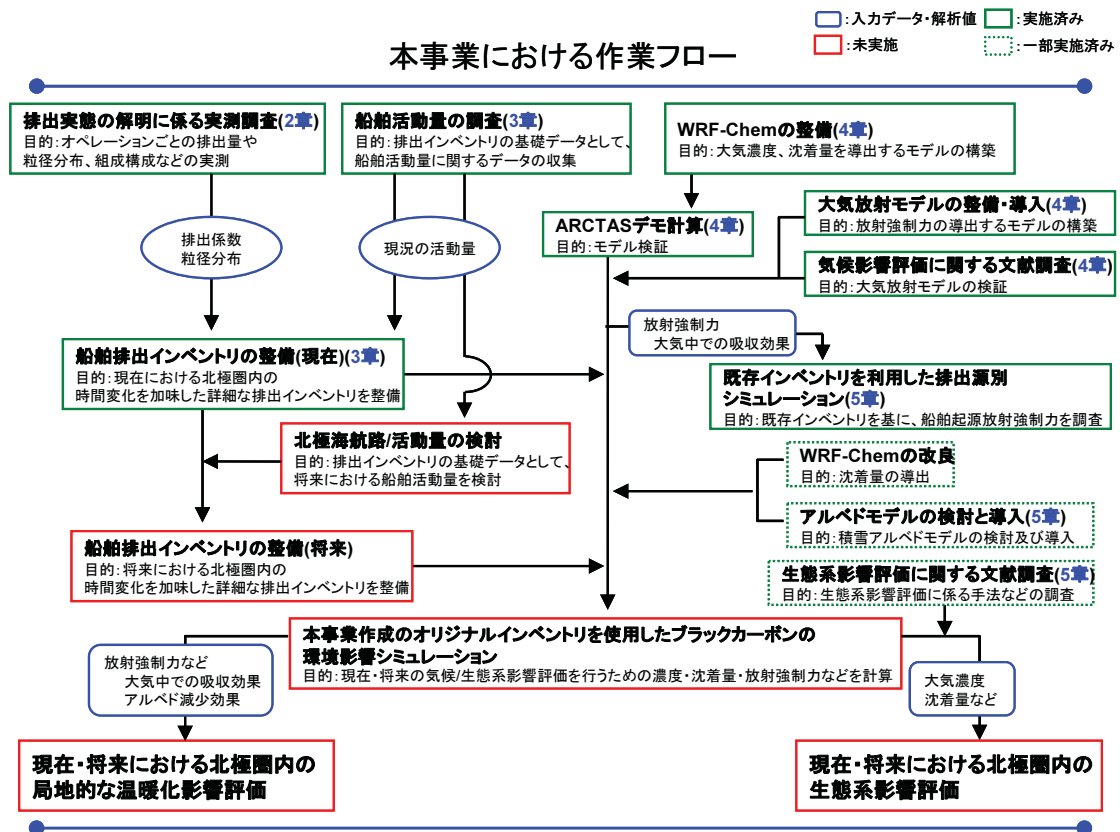 :入力データ・解析値
:実施済み
:未実施
:一部実施済み
本事業における作業フロー
排出実態の解明に係る実測調査(2章)
目的:オペレーションごとの排出量や
粒径分布、組成構成などの実測
船舶活動量の調査(3章)
目的:排出インベントリの基礎データとして、
船舶活動量に関するデータの収集
WRF-Chemの整備(4章)
目的:大気濃度、沈着量を導出するモデルの構築
大気放射モデルの整備・導入(4章)
目的:放射強制力の導出するモデルの構築
ARCTASデモ計算(4章)
目的:モデル検証
排出係数
粒径分布
現況の活動量
気候影響評価に関する文献調査(4章)
目的:大気放射モデルの検証
放射強制力
大気中での吸収効果
船舶排出インベントリの整備(現在)(3章)
目的:現在における北極圏内の
時間変化を加味した詳細な排出インベントリを整備
既存インベントリを利用した排出源別
シミュレーション(5章)
目的:既存インベントリを基に、船舶起源放射強制力を調査
北極海航路/活動量の検討
目的:排出インベントリの基礎データとして、
将来における船舶活動量を検討
WRF-Chemの改良
目的:沈着量の導出
アルベドモデルの検討と導入(5章)
目的:積雪アルベドモデルの検討及び導入
船舶排出インベントリの整備(将来)
目的:将来における北極圏内の
時間変化を加味した詳細な排出インベントリを整備
生態系影響評価に関する文献調査(5章)
目的:生態系影響評価に係る手法などの調査
本事業作成のオリジナルインベントリを使用したブラックカーボンの
環境影響シミュレーション
目的:現在・将来の気候/生態系影響評価を行うための濃度・沈着量・放射強制力などを計算
放射強制力など
大気中での吸収効果
アルベド減少効果
大気濃度
沈着量など
現在・将来における北極圏内の
局地的な温暖化影響評価
現在・将来における北極圏内の
生態系影響評価